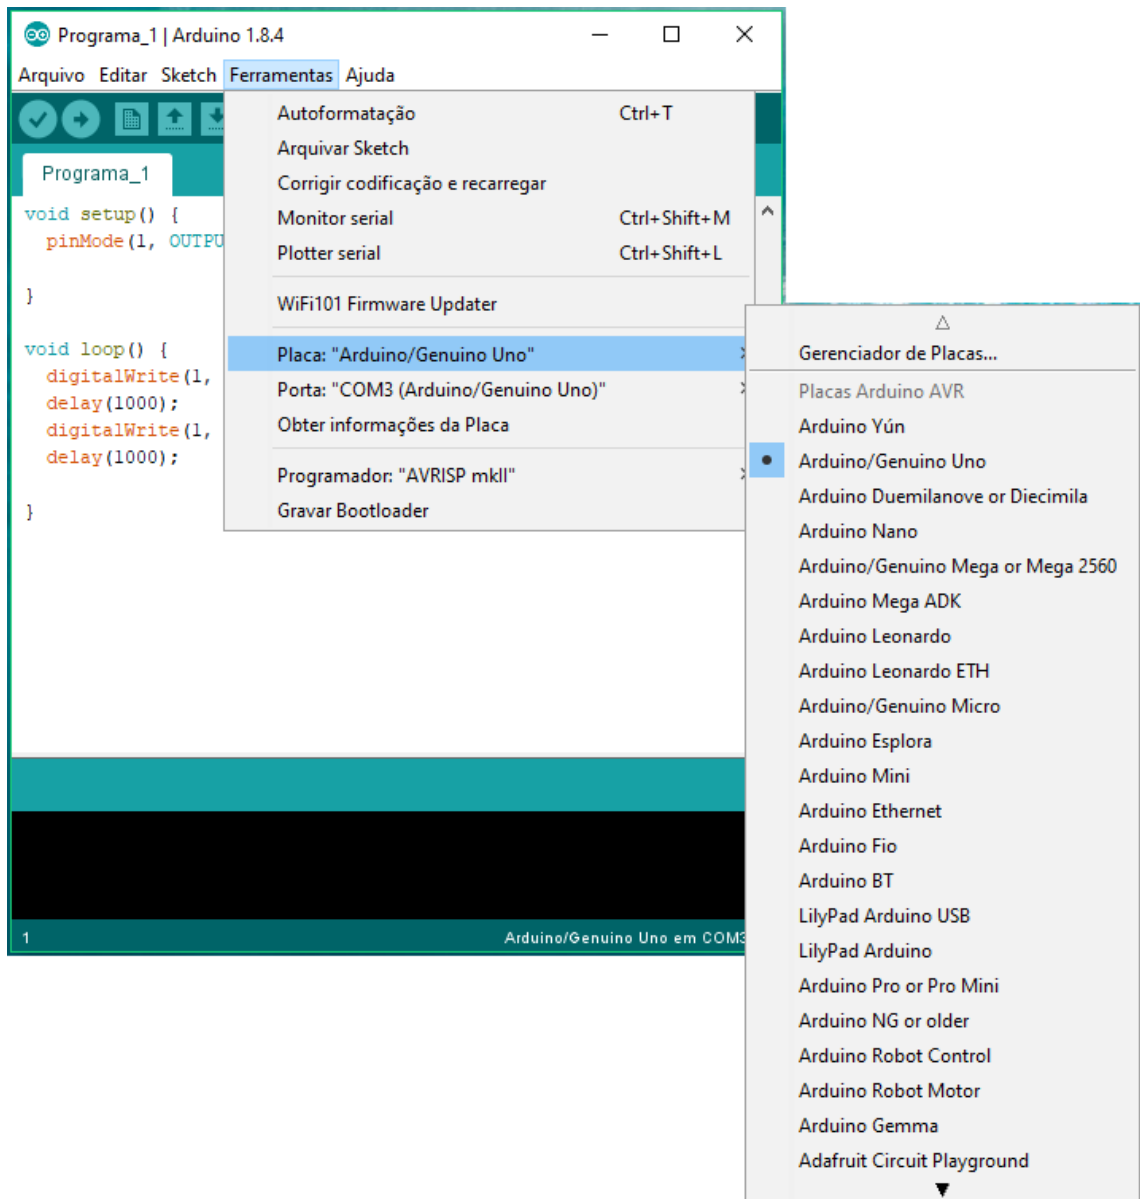 Programa_1 | Arduino 1.8.4
Arquivo Editar Sketch Ferramentas Ajuda
Programa_1
void setup() {
pinMode(1, OUTPU
}
void loop() {
digitalWrite(1,
delay(1000);
digitalWrite(1,
delay(1000);
}
Autoformatação Ctrl+T
Arquivar Sketch
Corrigir codificação e recarregar
Monitor serial Ctrl+Shift+M
Plotter serial Ctrl+Shift+L
WiFi101 Firmware Updater
Placa: "Arduino/Genuino Uno"
Porta: "COM3 (Arduino/Genuino Uno)"
Obter informações da Placa
Programador: "AVRISP mkII"
Gravar Bootloader
Gerenciador de Placas...
Placas Arduino AVR
Arduino Yún
Arduino/Genuino Uno
Arduino Duemilanove or Diecimila
Arduino Nano
Arduino/Genuino Mega or Mega 2560
Arduino Mega ADK
Arduino Leonardo
Arduino Leonardo ETH
Arduino/Genuino Micro
Arduino Esplora
Arduino Mini
Arduino Ethernet
Arduino Fio
Arduino BT
LilyPad Arduino USB
LilyPad Arduino
Arduino Pro or Pro Mini
Arduino NG or older
Arduino Robot Control
Arduino Robot Motor
Arduino Gemma
Adafruit Circuit Playground
1 Arduino/Genuino Uno em COM3